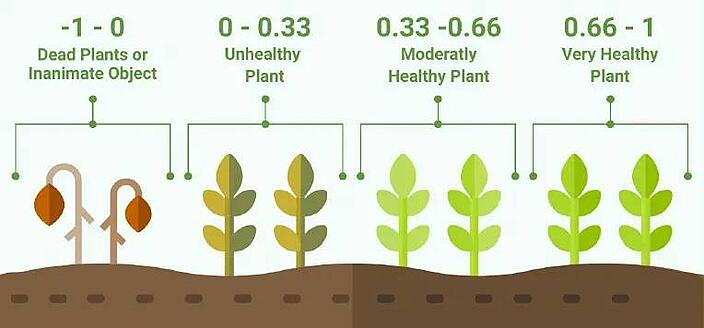 -1 - 0
Dead Plants or
Inanimate Object
0 - 0.33
Unhealthy
Plant
0.33 -0.66
Moderatly
Healthy Plant
0.66 - 1
Very Healthy
Plant